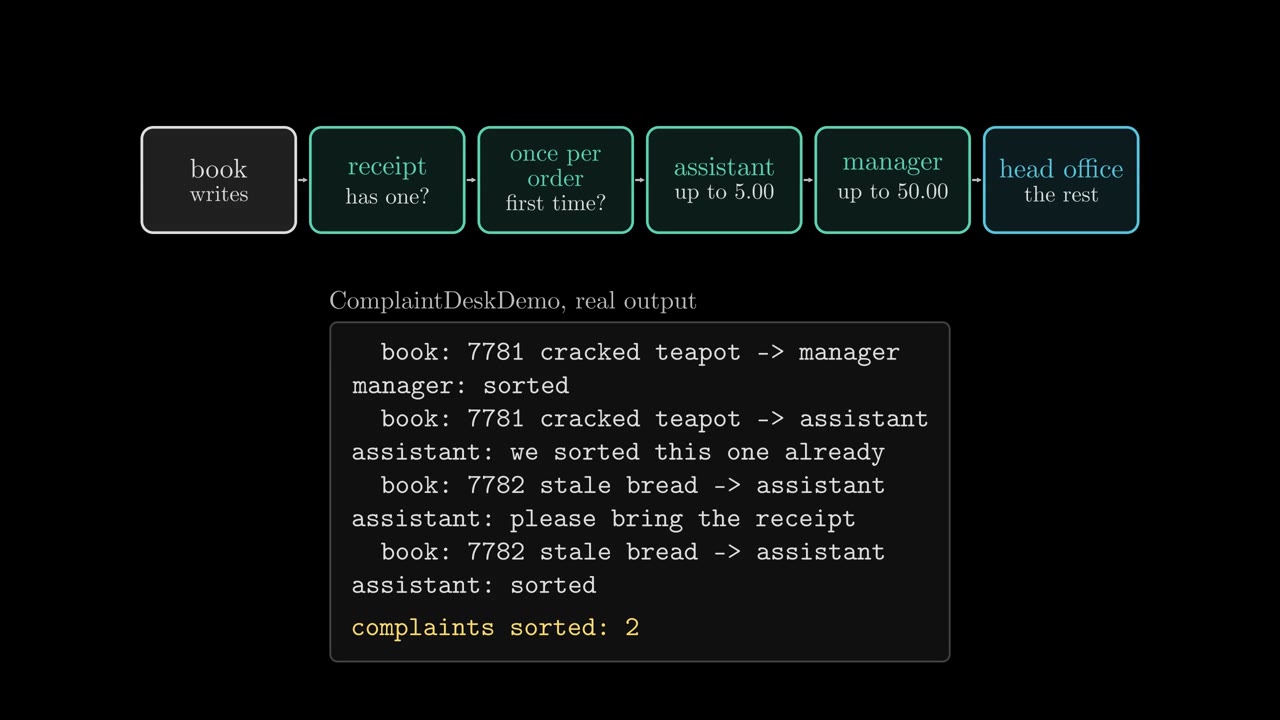 book
writes
receipt
has one?
once per
order
first time?
assistant
up to 5.00
manager
up to 50.00
head office
the rest
ComplaintDeskDemo, real output
book: 7781 cracked teapot -> manager
manager: sorted
book: 7781 cracked teapot -> assistant
assistant: we sorted this one already
book: 7782 stale bread -> assistant
assistant: please bring the receipt
book: 7782 stale bread -> assistant
assistant: sorted
complaints sorted: 2